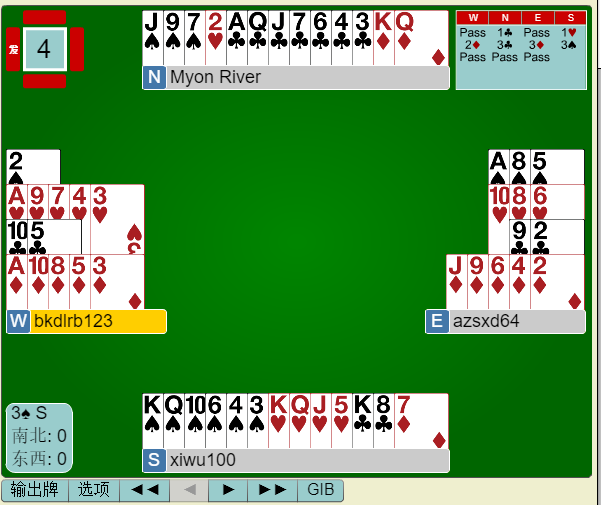 4
J♠ 9♠ 7♠ 2♥ A♣ Q♣ J♣ 7♣ 6♣ 4♣ 3♣ K♦ Q♦
N Myon River
W N E S
Pass 1♣ Pass 1♥
2♦ 3♣ 3♦ 3♠
Pass Pass Pass
2♠
A♥ 9♥ 7♥ 4♥ 3♥
10♣ 5♣
A♦ 10♦ 8♦ 5♦ 3♦
W bkdlrb123
A♠ 8♠ 5♠
10♥ 8♥ 6♥
9♣ 2♣
J♦ 9♦ 6♦ 4♦ 2♦
E azsxd64
K♠ Q♠ 10♠ 6♠ 4♠ 3♠ K♥ Q♥ J♥ 5♥ K♣ 8♣ 7♦
S xiwu100
3♠ S
南北: 0
东西: 0
输出牌 选项 ◄◄ ◄ ► ►► GIB